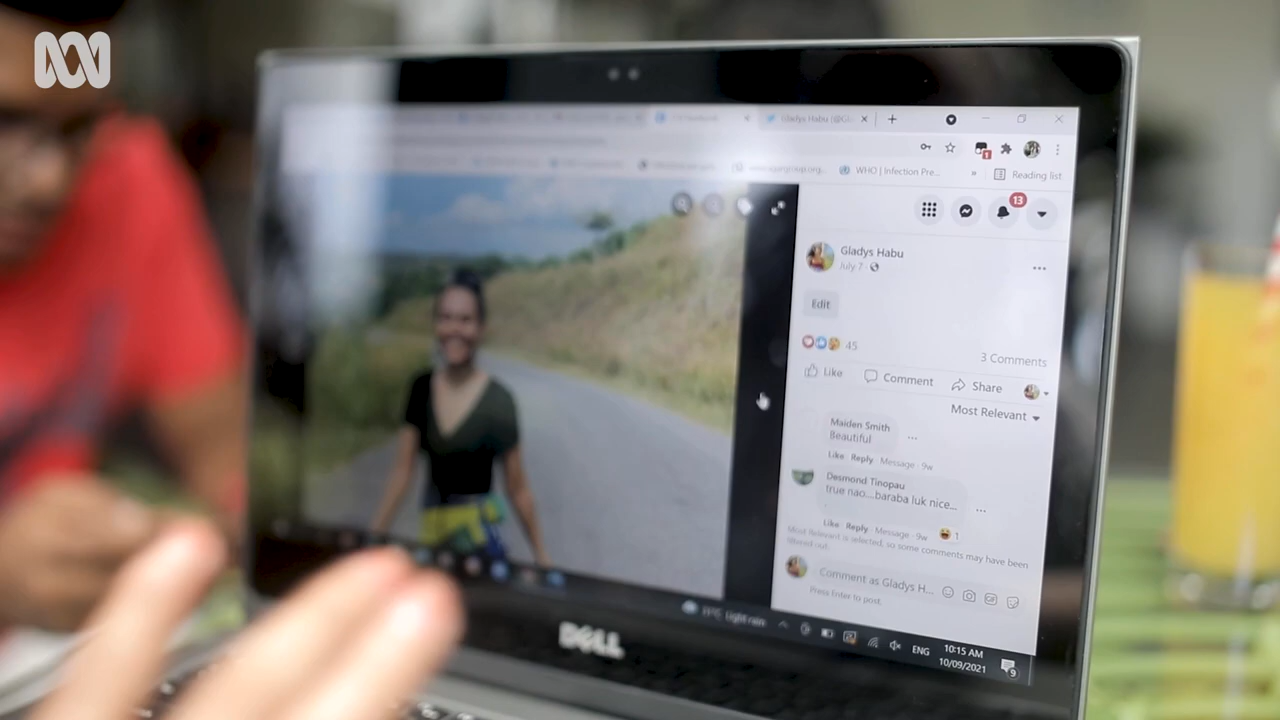 Gladys Habu (@GL
WHO | Infection Pre...
Reading list
13
Gladys Habu
July 7
Edit
45
3 Comments
Like
Comment
Share
Most Relevant
Maiden Smith
Beautiful
Like · Reply · Message · 9w
Desmond Tinopau
true nao....baraba luk nice...
Like · Reply · Message · 9w
1
Most Relevant is selected, so some comments may have been
filtered out.
Comment as Gladys H...
Press Enter to post.
Light rain
ENG
10:15 AM
10/09/2021
9
DELL